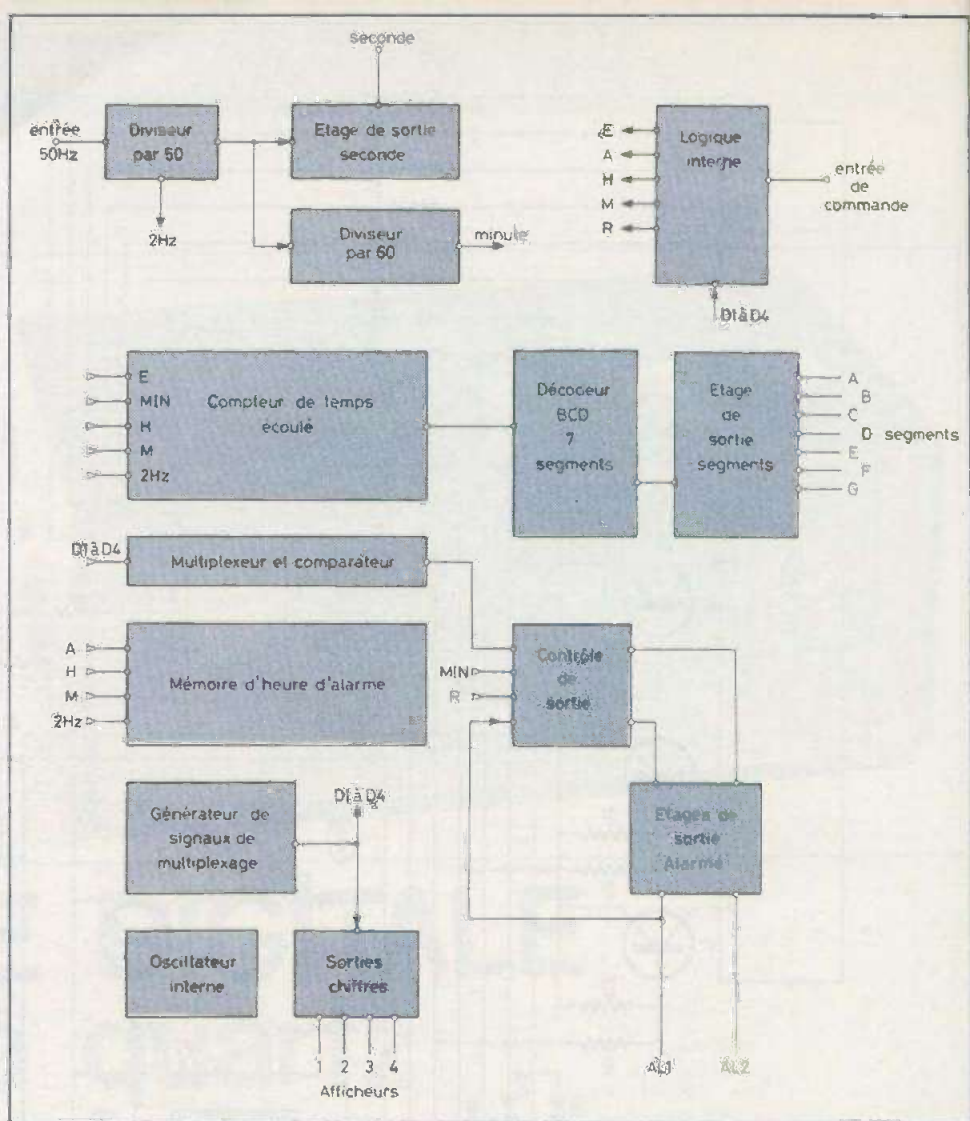 seconde
entrée
50Hz
Diviseur
par 50
Etage de sortie
seconde
2Hz
Diviseur
par 60
minute
E
A
H
M
R
Logique
interne
entrée
de
commande
D1 à D4
E
MIN
H
M
2Hz
Compteur de temps
écoulé
Décodeur
BCD
7
segments
Etage
de
sortie
segments
A
B
C
D segments
E
F
G
D1 à D4
Multiplexeur et comparateur
A
H
M
2Hz
Mémoire d'heure d'alarme
MIN
R
Contrôle
de
sortie
Générateur de
signaux de
multiplexage
D1 à D4
Etages de
sortie
Alarme
Oscillateur
interne
Sorties
chiffres
1 2 3 4
Afficheurs
AL1
AL2